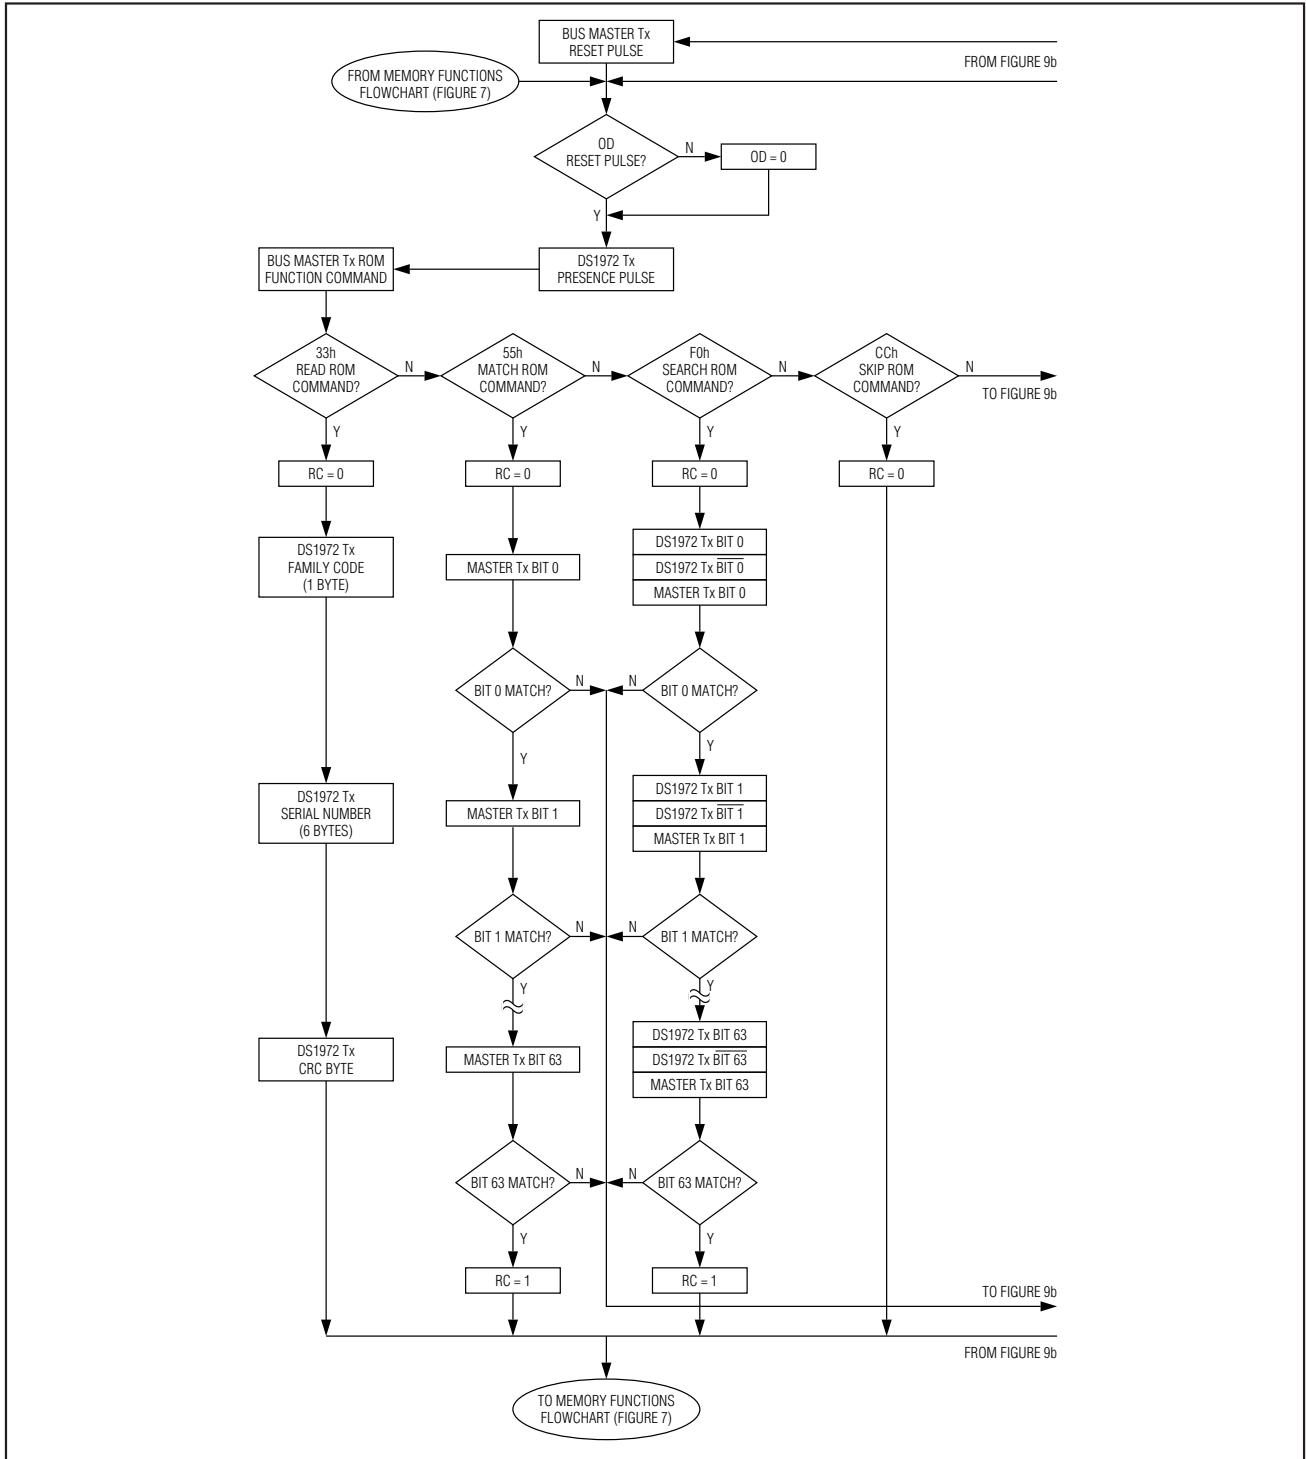 BUS MASTER Tx
RESET PULSE
FROM FIGURE 9b
FROM MEMORY FUNCTIONS
FLOWCHART (FIGURE 7)
OD
RESET PULSE?
N
OD = 0
Y
BUS MASTER Tx ROM
FUNCTION COMMAND
DS1972 Tx
PRESENCE PULSE
33h
READ ROM
COMMAND?
N
55h
MATCH ROM
COMMAND?
N
F0h
SEARCH ROM
COMMAND?
N
CCh
SKIP ROM
COMMAND?
N
TO FIGURE 9b
Y
Y
Y
Y
RC = 0
RC = 0
RC = 0
RC = 0
DS1972 Tx
FAMILY CODE
(1 BYTE)
MASTER Tx BIT 0
DS1972 Tx BIT 0
DS1972 Tx B̅I̅T̅ ̅0̅
MASTER Tx BIT 0
BIT 0 MATCH?
N
N
BIT 0 MATCH?
Y
Y
DS1972 Tx
SERIAL NUMBER
(6 BYTES)
MASTER Tx BIT 1
DS1972 Tx BIT 1
DS1972 Tx B̅I̅T̅ ̅1̅
MASTER Tx BIT 1
BIT 1 MATCH?
N
N
BIT 1 MATCH?
Y
Y
DS1972 Tx
CRC BYTE
MASTER Tx BIT 63
DS1972 Tx BIT 63
DS1972 Tx B̅I̅T̅ ̅6̅3̅
MASTER Tx BIT 63
BIT 63 MATCH?
N
N
BIT 63 MATCH?
Y
Y
RC = 1
RC = 1
TO FIGURE 9b
FROM FIGURE 9b
TO MEMORY FUNCTIONS
FLOWCHART (FIGURE 7)